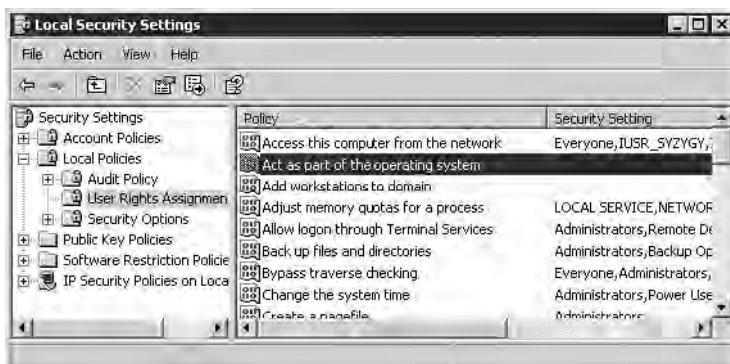 Local Security Settings
File Action View Help
Security Settings
Account Policies
Local Policies
Audit Policy
User Rights Assignmen
Security Options
Public Key Policies
Software Restriction Policie
IP Security Policies on Loca
Policy Security Setting
Access this computer from the network Everyone,IUSR_SYZYGY,
Act as part of the operating system
Add workstations to domain
Adjust memory quotas for a process LOCAL SERVICE,NETWOR
Allow logon through Terminal Services Administrators,Remote De
Back up files and directories Administrators,Backup Op
Bypass traverse checking Everyone,Administrators,
Change the system time Administrators,Power Use
Create a pagefile Administrators